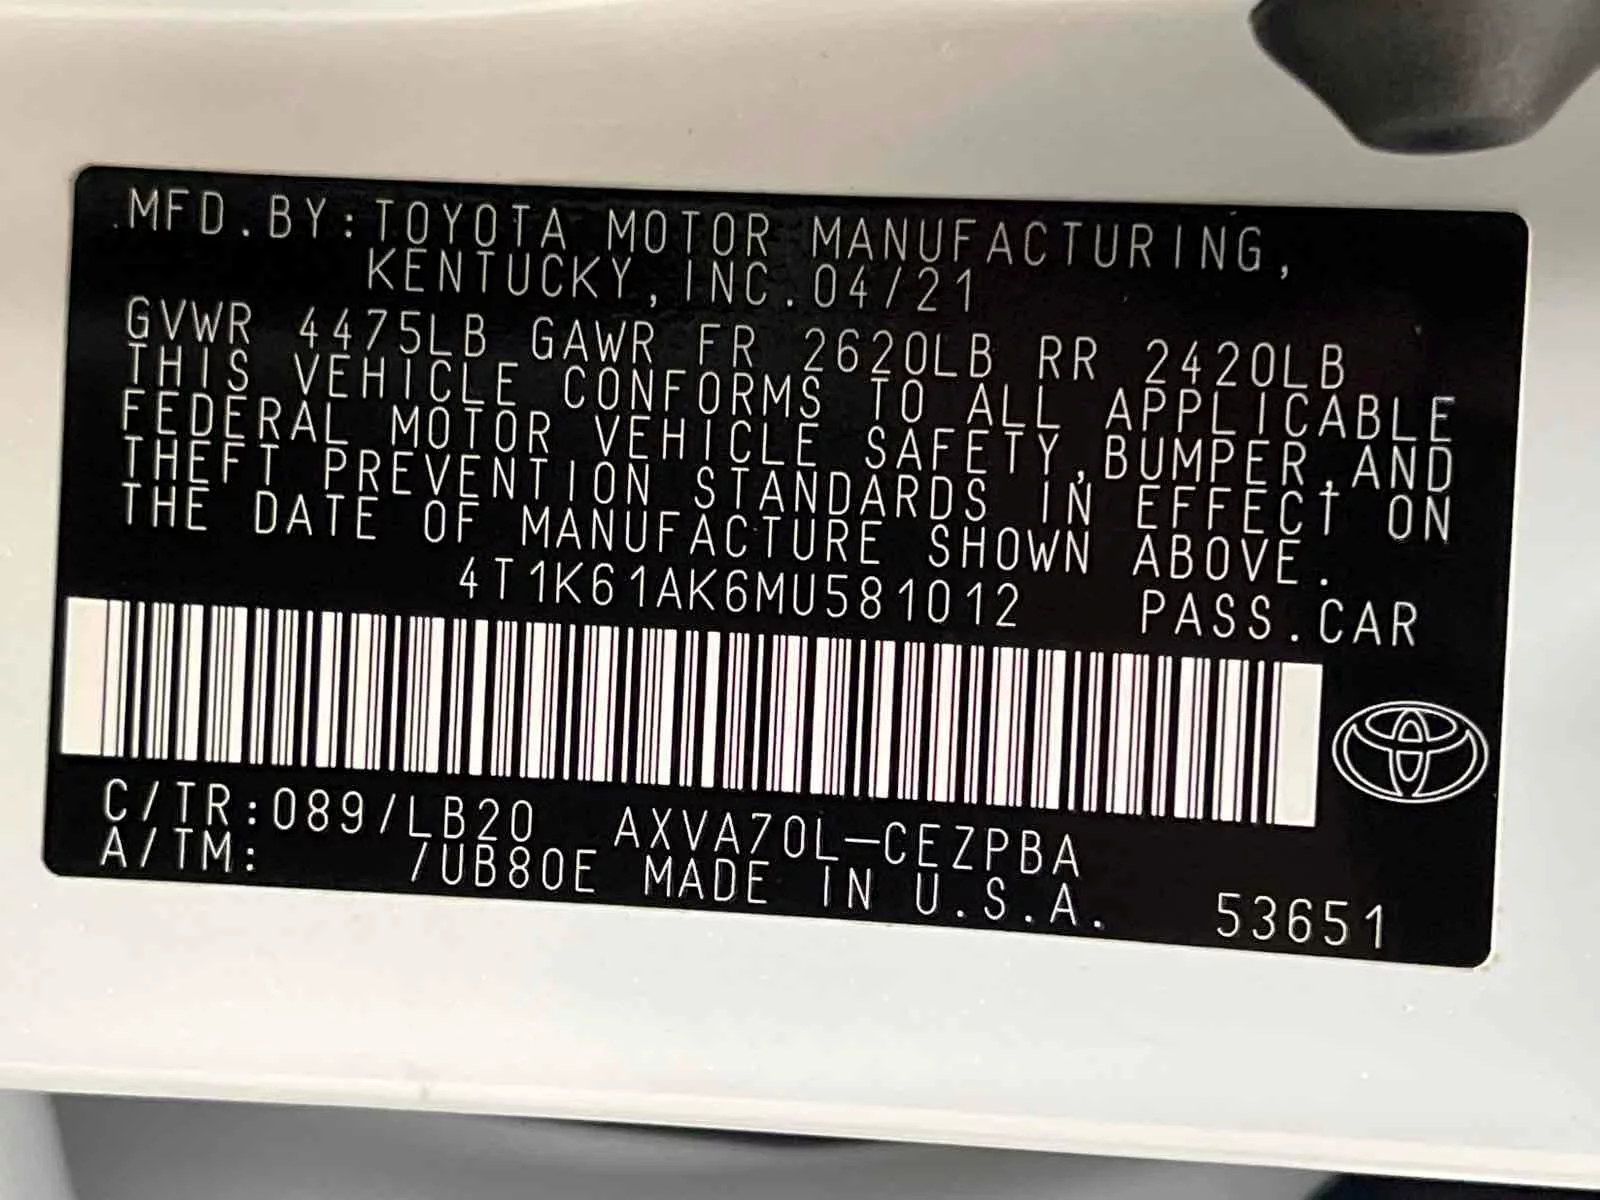 MFD.BY:TOYOTA MOTOR MANUFACTURING,
KENTUCKY, INC. 04/21
GVWR 4475LB GAWR FR 2620LB RR 2420LB
THIS VEHICLE CONFORMS TO ALL APPLICABLE
FEDERAL MOTOR VEHICLE SAFETY,BUMPER,AND
THEFT PREVENTION STANDARDS IN EFFECT ON
THE DATE OF MANUFACTURE SHOWN ABOVE.
4T1K61AK6MU581012 PASS.CAR
C/TR:089/LB20 AXVA70L-CEZPBA
A/TM: /UB80E MADE IN U.S.A. 53651